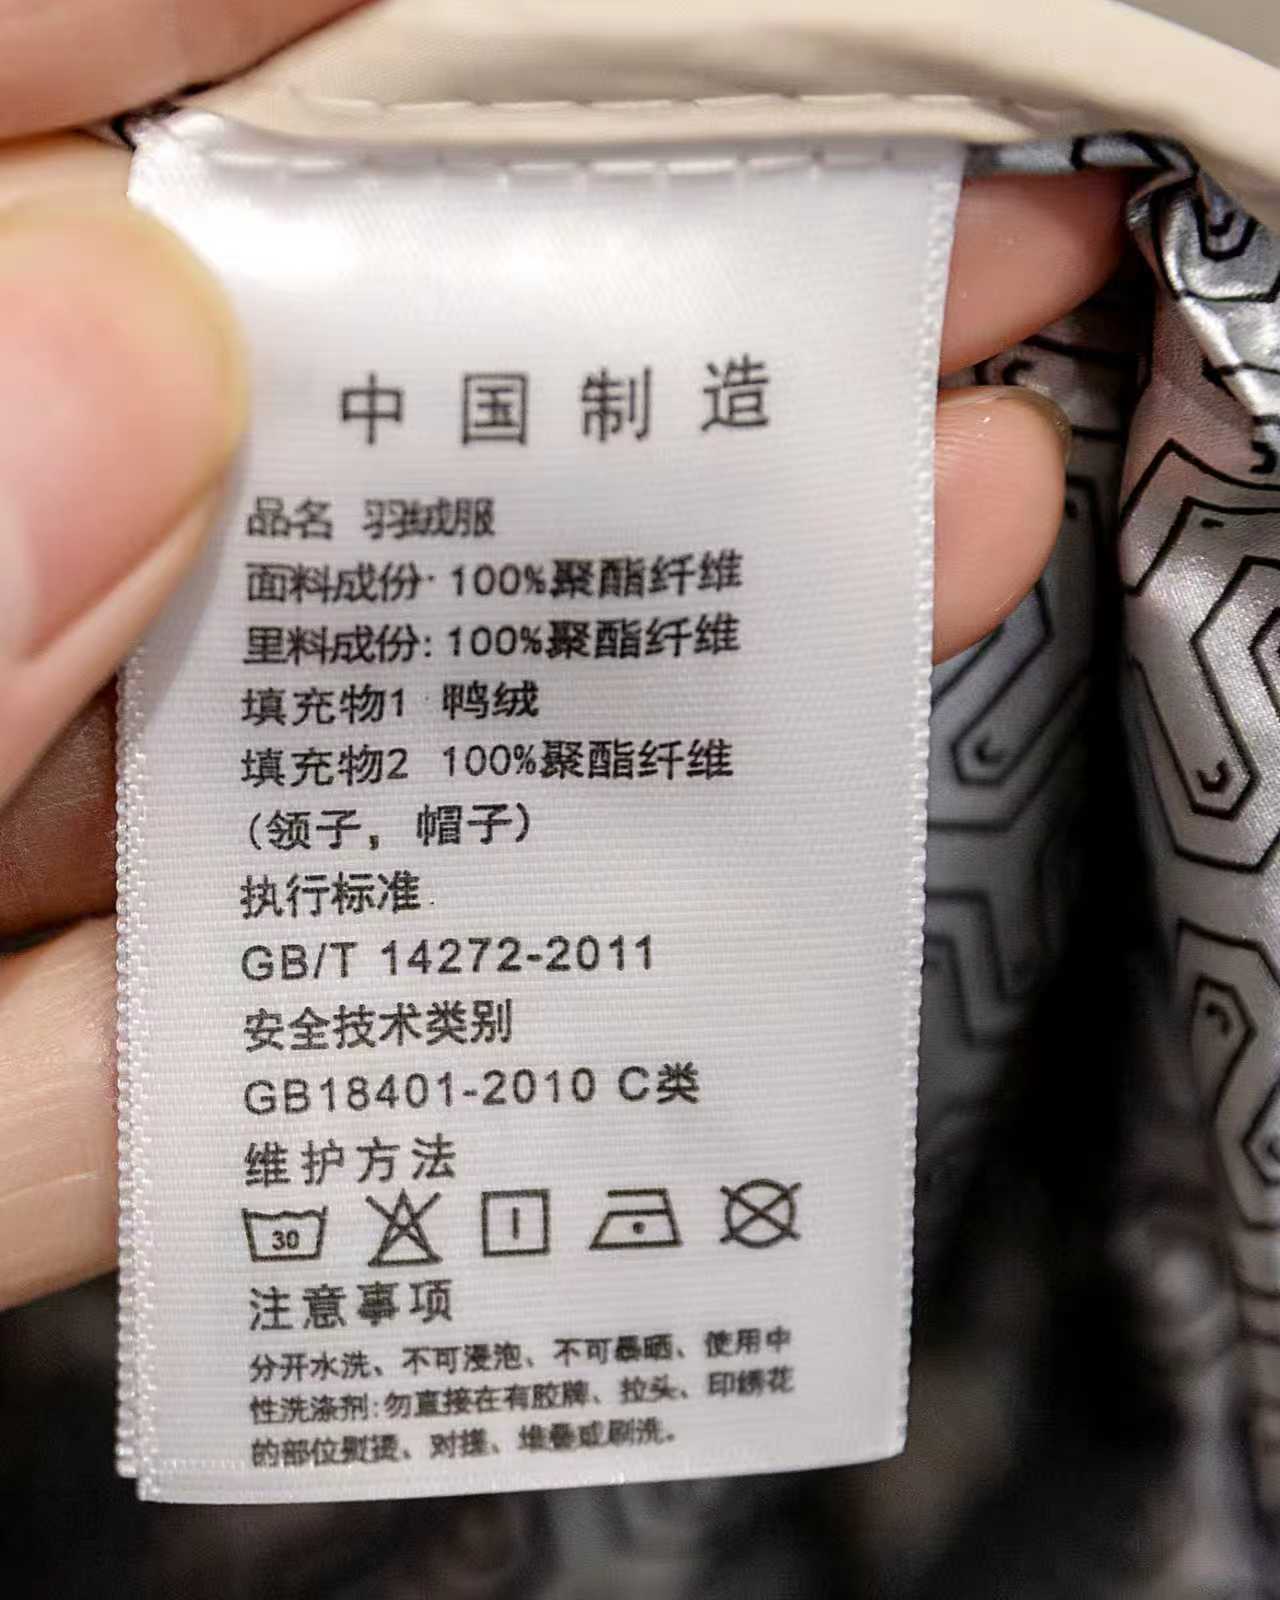 中国制造
品名 羽绒服
面料成份: 100%聚酯纤维
里料成份: 100%聚酯纤维
填充物1 鸭绒
填充物2 100%聚酯纤维
(领子，帽子)
执行标准
GB/T 14272-2011
安全技术类别
GB18401-2010 C类
维护方法
30
注意事项
分开水洗、不可浸泡、不可暴晒、使用中
性洗涤剂:勿直接在有胶牌、拉头、印绣花
的部位熨烫、对搓、堆叠或刷洗。